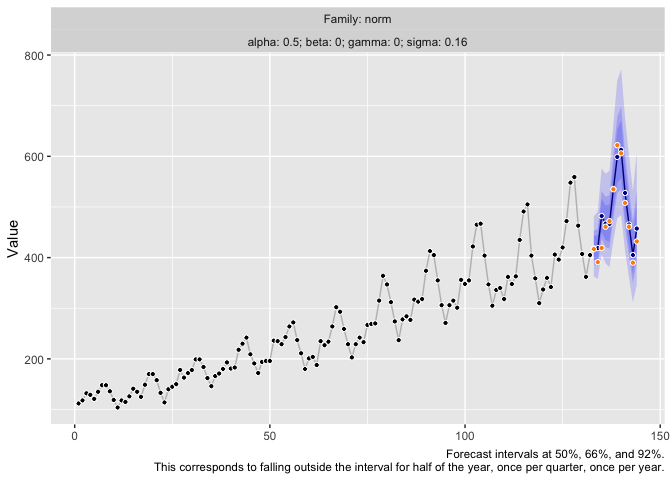 Family: norm
alpha: 0.5; beta: 0; gamma: 0; sigma: 0.16
800
600
400
200
Value
0
50
100
150
Forecast intervals at 50%, 66%, and 92%.
This corresponds to falling outside the interval for half of the year, once per quarter, once per year.